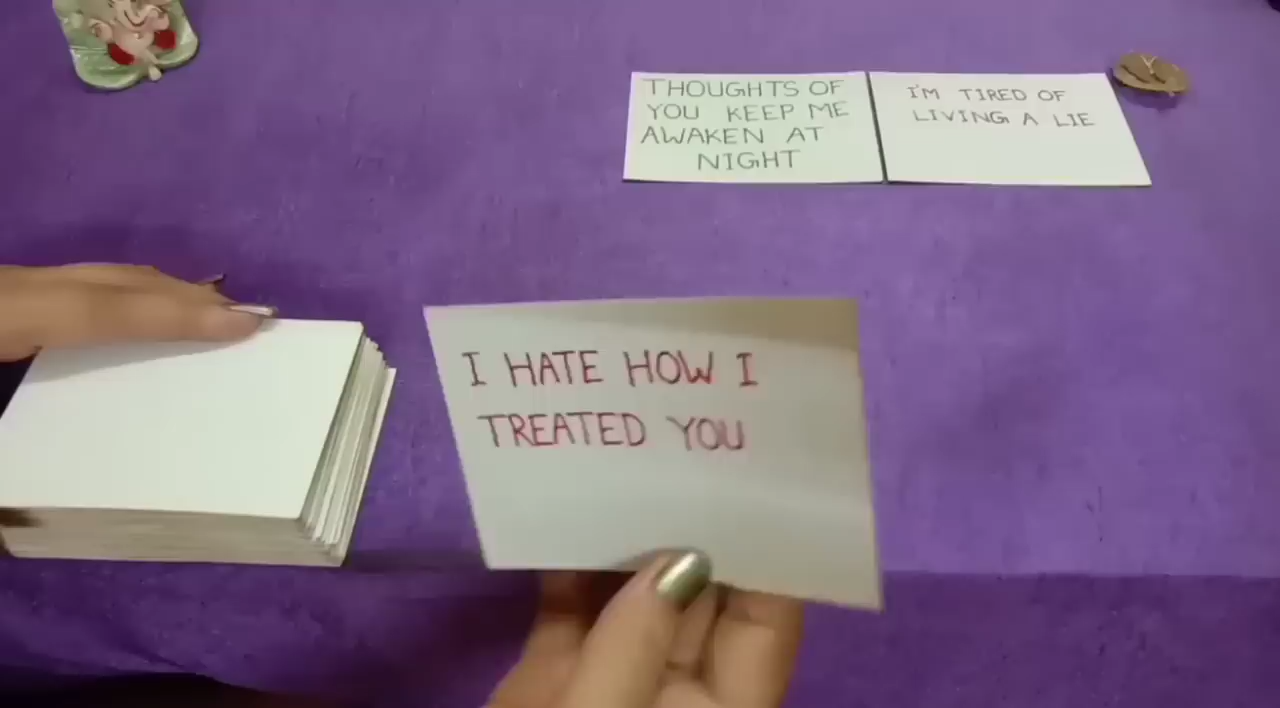 THOUGHTS OF
YOU KEEP ME
AWAKEN AT
NIGHT
I'M TIRED OF
LIVING A LIE
I HATE HOW I
TREATED YOU